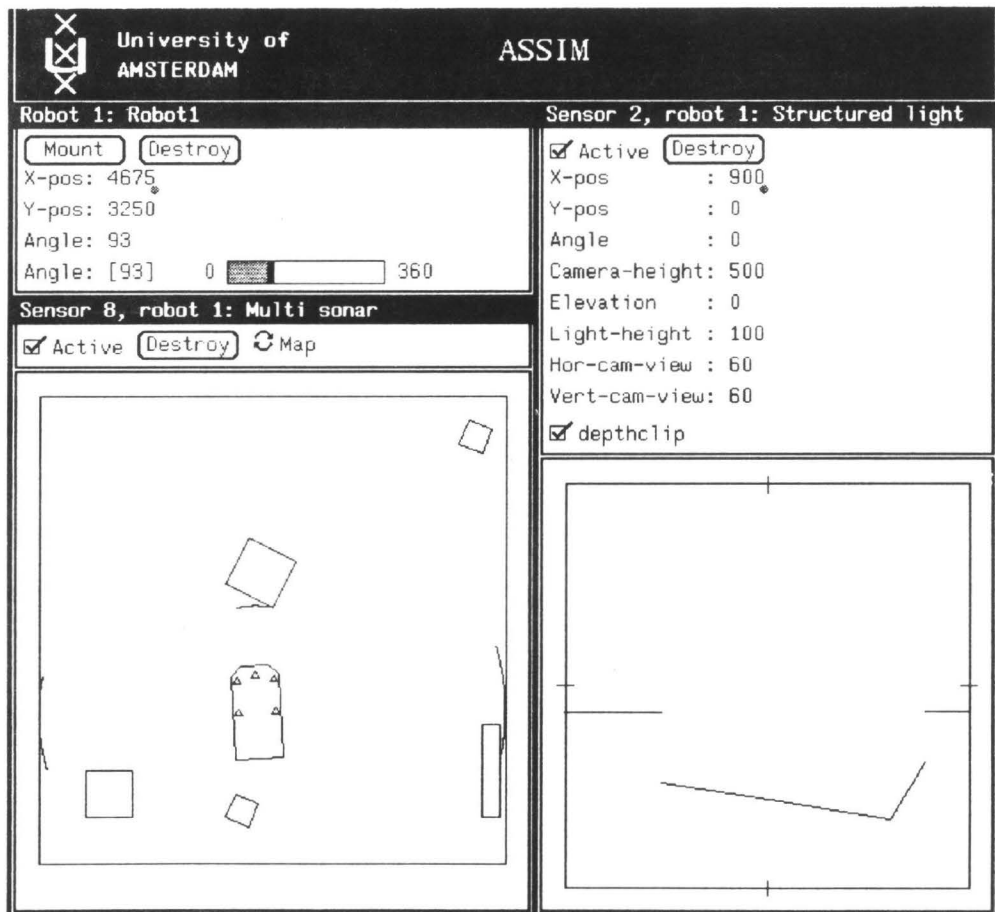 University of
AMSTERDAM
ASSIM
Robot 1: Robot1
Mount Destroy
X-pos: 4675
Y-pos: 3250
Angle: 93
Angle: [93] 0 360
Sensor 8, robot 1: Multi sonar
Active Destroy Map
Sensor 2, robot 1: Structured light
Active Destroy
X-pos : 900
Y-pos : 0
Angle : 0
Camera-height: 500
Elevation : 0
Light-height : 100
Hor-cam-view : 60
Vert-cam-view: 60
depthclip